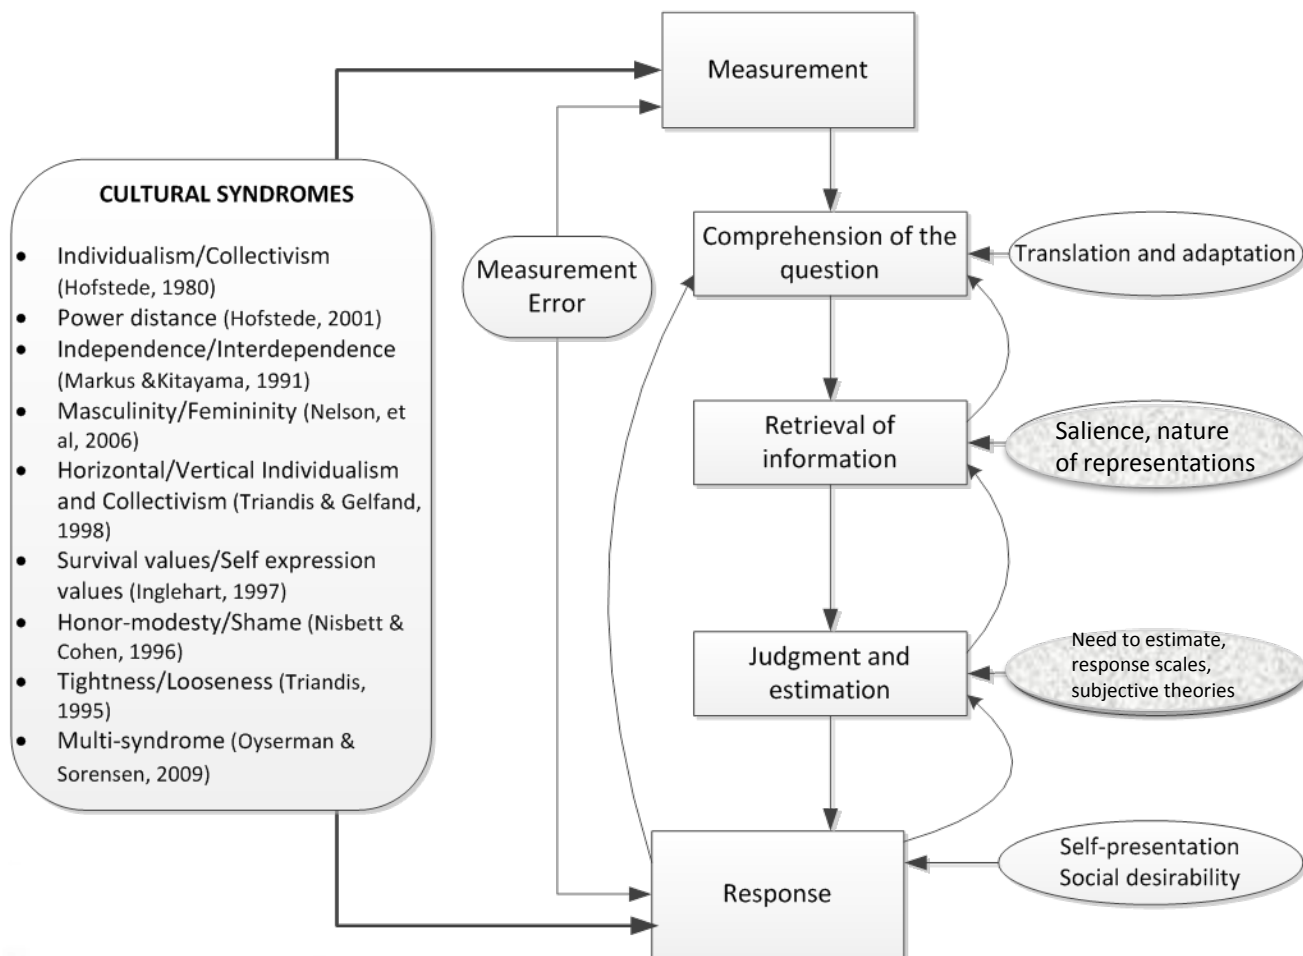 Measurement
CULTURAL SYNDROMES
• Individualism/Collectivism
(Hofstede, 1980)
• Power distance (Hofstede, 2001)
• Independence/Interdependence
(Markus &Kitayama, 1991)
• Masculinity/Femininity (Nelson, et
al, 2006)
• Horizontal/Vertical Individualism
and Collectivism (Triandis & Gelfand,
1998)
• Survival values/Self expression
values (Inglehart, 1997)
• Honor-modesty/Shame (Nisbett &
Cohen, 1996)
• Tightness/Looseness (Triandis,
1995)
• Multi-syndrome (Oyserman &
Sorensen, 2009)
Measurement
Error
Comprehension of the
question
Translation and adaptation
Retrieval of
information
Salience, nature
of representations
Judgment and
estimation
Need to estimate,
response scales,
subjective theories
Response
Self-presentation
Social desirability